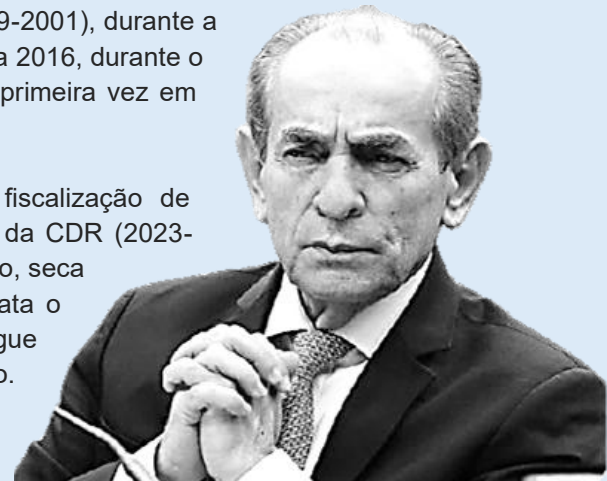 9-2001), durante a
a 2016, durante o
primeira vez em
fiscalização de
da CDR (2023-
o, seca
ata o
gue
o.